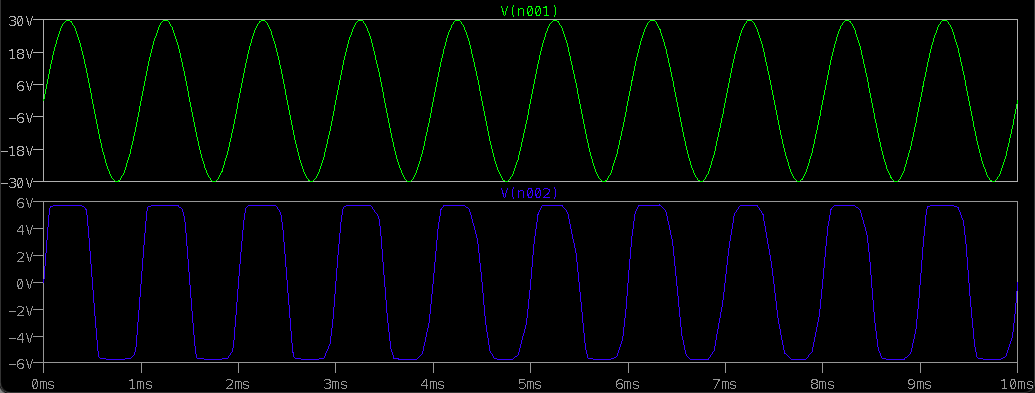 V(n001)
30V
18V
6V
-6V
-18V
-30V
V(n002)
6V
4V
2V
0V
-2V
-4V
-6V
0ms 1ms 2ms 3ms 4ms 5ms 6ms 7ms 8ms 9ms 10ms